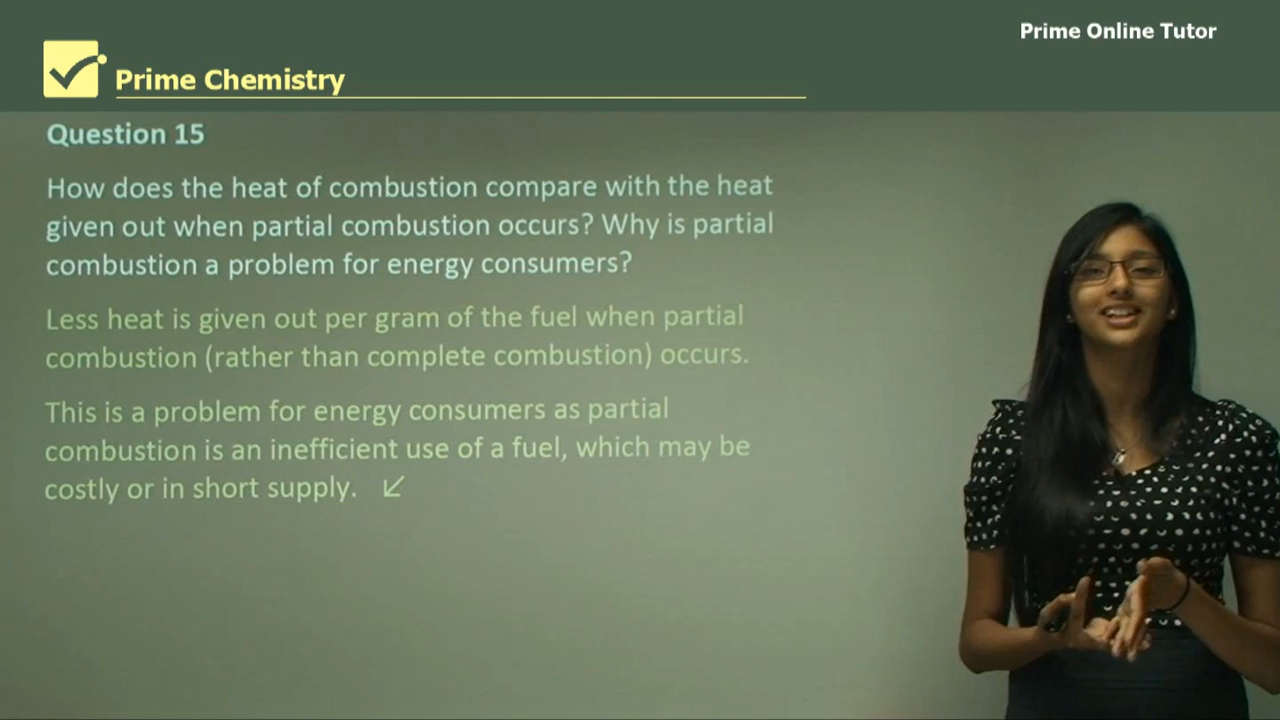 Prime Online Tutor
Prime Chemistry
Question 15
How does the heat of combustion compare with the heat
given out when partial combustion occurs? Why is partial
combustion a problem for energy consumers?
Less heat is given out per gram of the fuel when partial
combustion (rather than complete combustion) occurs.
This is a problem for energy consumers as partial
combustion is an inefficient use of a fuel, which may be
costly or in short supply.